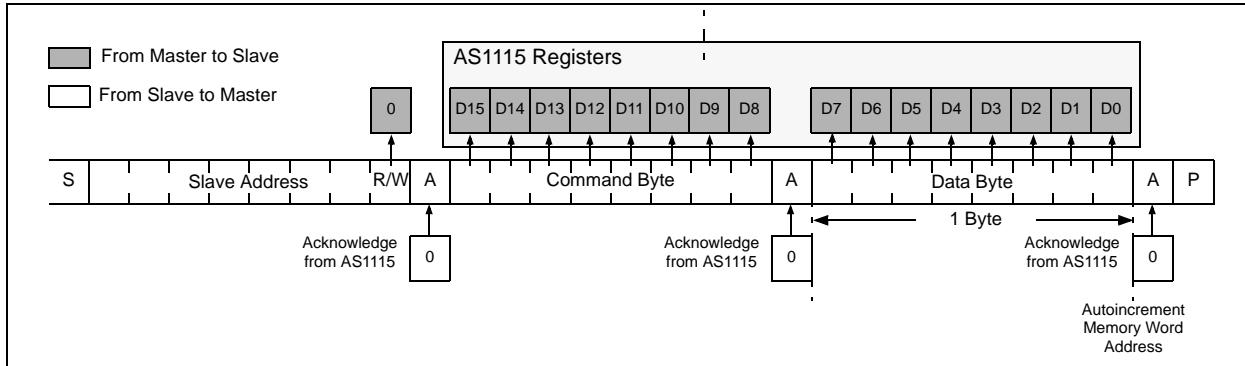 From Master to Slave
From Slave to Master
AS1115 Registers
0
D15 D14 D13 D12 D11 D10 D9 D8
D7 D6 D5 D4 D3 D2 D1 D0
S Slave Address R/W A Command Byte A Data Byte A P
1 Byte
Acknowledge
from AS1115
0
Acknowledge
from AS1115
0
Acknowledge
from AS1115
0
Autoincrement
Memory Word
Address